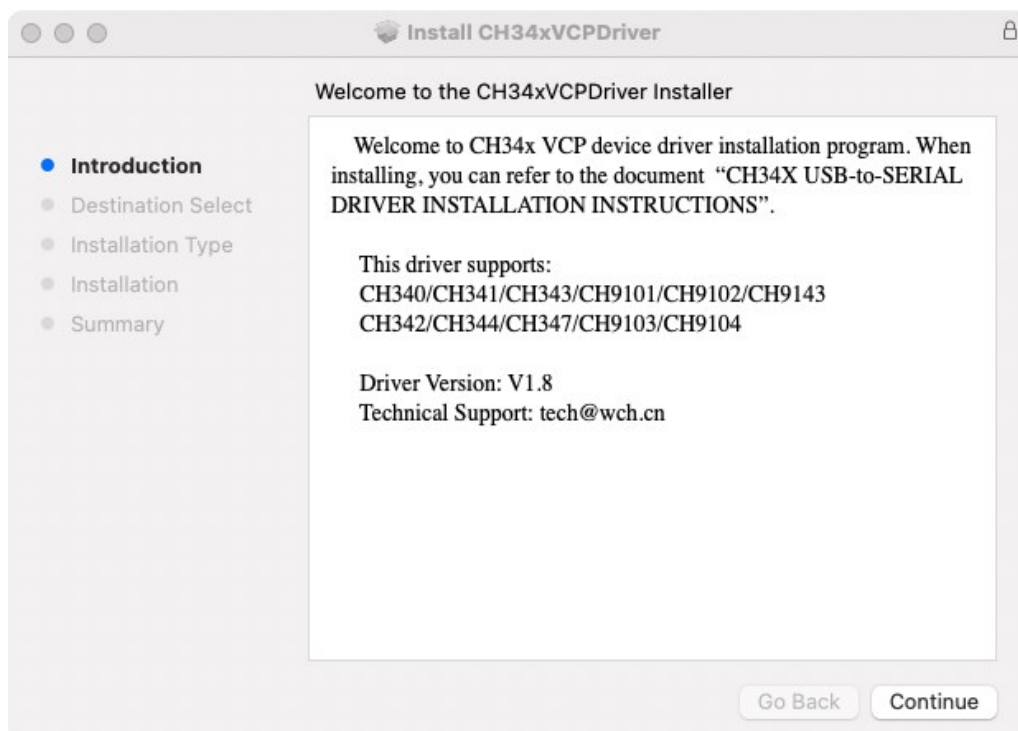 Install CH34xVCPDriver
Welcome to the CH34xVCPDriver Installer
Introduction
Destination Select
Installation Type
Installation
Summary
Welcome to CH34x VCP device driver installation program. When
installing, you can refer to the document “CH34X USB-to-SERIAL
DRIVER INSTALLATION INSTRUCTIONS”.
This driver supports:
CH340/CH341/CH343/CH9101/CH9102/CH9143
CH342/CH344/CH347/CH9103/CH9104
Driver Version: V1.8
Technical Support: tech@wch.cn
Go Back
Continue